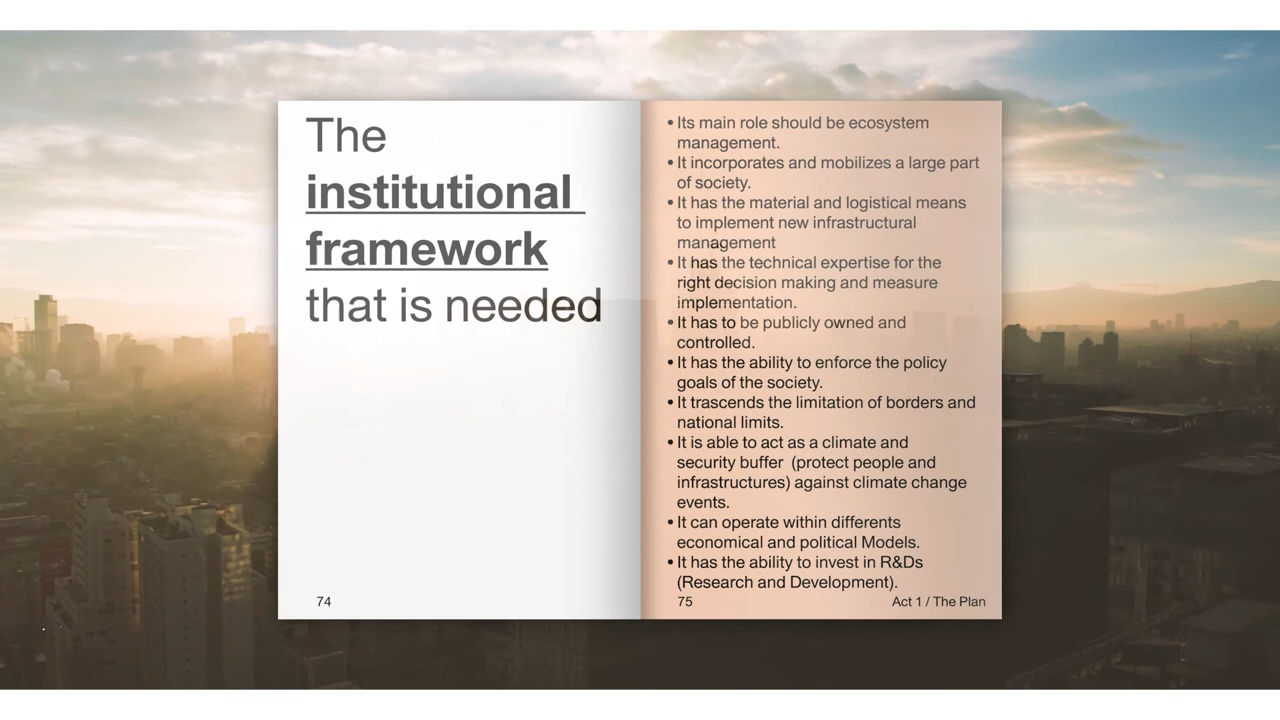 The
institutional
framework
that is needed
74
• Its main role should be ecosystem
management.
• It incorporates and mobilizes a large part
of society.
• It has the material and logistical means
to implement new infrastructural
management
• It has the technical expertise for the
right decision making and measure
implementation.
• It has to be publicly owned and
controlled.
• It has the ability to enforce the policy
goals of the society.
• It trascends the limitation of borders and
national limits.
• It is able to act as a climate and
security buffer (protect people and
infrastructures) against climate change
events.
• It can operate within differents
economical and political Models.
• It has the ability to invest in R&Ds
(Research and Development).
75
Act 1 / The Plan